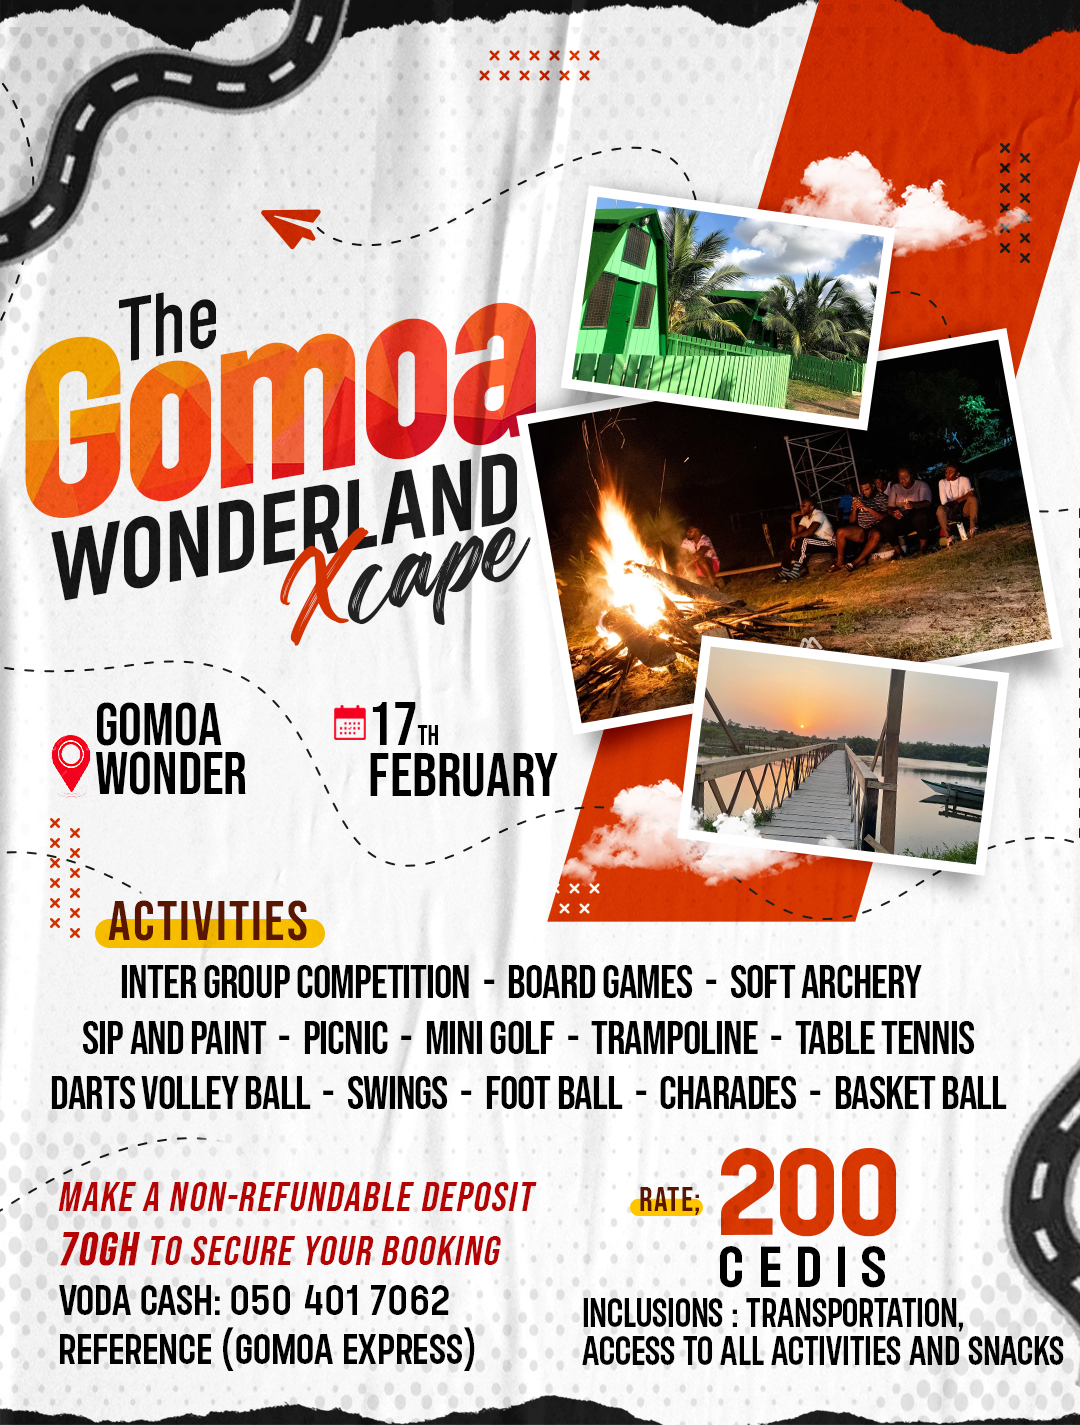 The
Gomoa
WONDERLAND
Xcape
GOMOA
WONDER
17TH
FEBRUARY
ACTIVITIES
INTER GROUP COMPETITION - BOARD GAMES - SOFT ARCHERY
SIP AND PAINT - PICNIC - MINI GOLF - TRAMPOLINE - TABLE TENNIS
DARTS VOLLEY BALL - SWINGS - FOOT BALL - CHARADES - BASKET BALL
MAKE A NON-REFUNDABLE DEPOSIT
70GH TO SECURE YOUR BOOKING
VODA CASH: 050 401 7062
REFERENCE (GOMOA EXPRESS)
RATE; 200
CEDIS
INCLUSIONS : TRANSPORTATION,
ACCESS TO ALL ACTIVITIES AND SNACKS